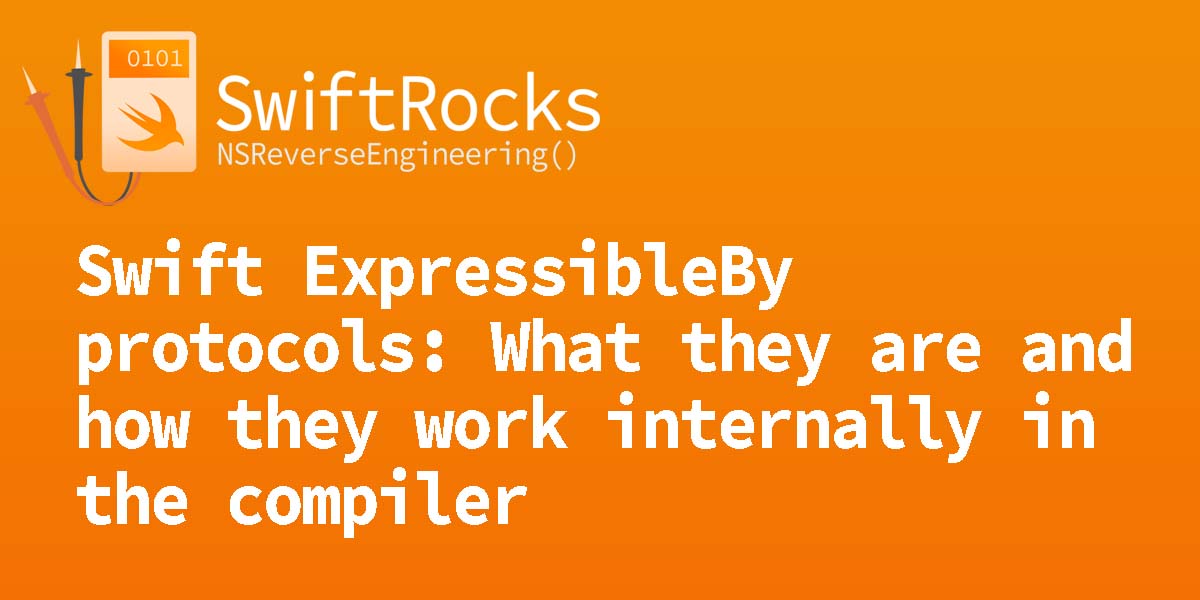 0101
SwiftRocks
NSReverseEngineering()
Swift ExpressibleBy
protocols: What they are and
how they work internally in
the compiler